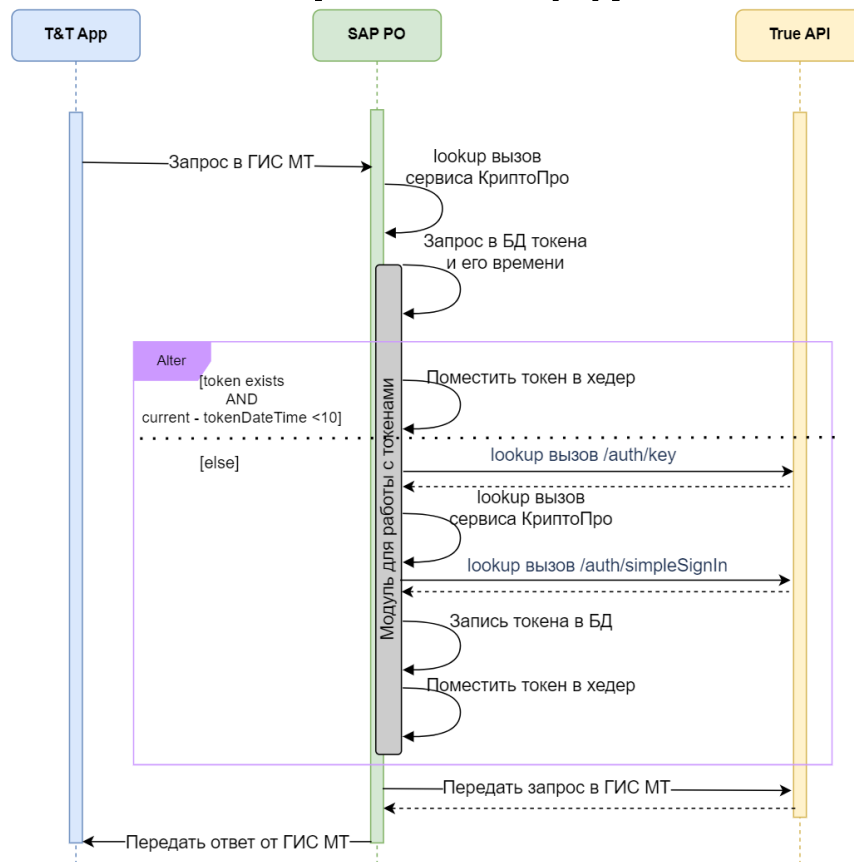 T&T App
SAP PO
True API
Запрос в ГИС МТ
lookup вызов
сервиса КриптоПро
Запрос в БД токена
и его времени
Модуль для работы с токенами
Alter
[token exists
AND
current - tokenDateTime <10]
Поместить токен в хедер
[else]
lookup вызов /auth/key
lookup вызов
сервиса КриптоПро
lookup вызов /auth/simpleSignIn
Запись токена в БД
Поместить токен в хедер
Передать запрос в ГИС МТ
Передать ответ от ГИС МТ